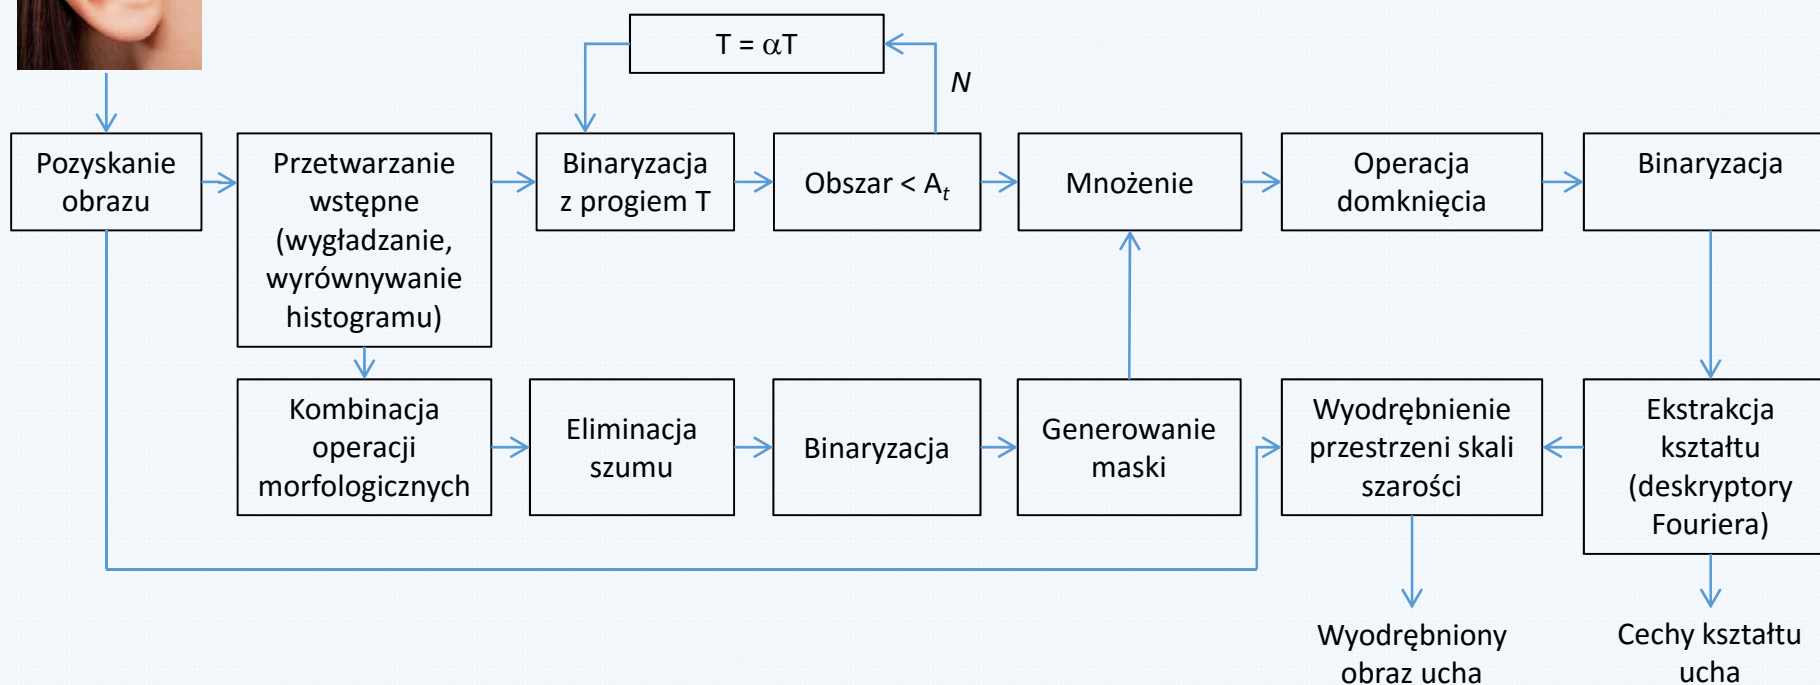 T = αT
N
Pozyskanie
obrazu
Przetwarzanie
wstępne
(wygładzanie,
wyrównywanie
histogramu)
Binaryzacja
z progiem T
Obszar < Aₜ
Mnożenie
Operacja
domknięcia
Binaryzacja
Kombinacja
operacji
morfologicznych
Eliminacja
szumu
Binaryzacja
Generowanie
maski
Wyodrębnienie
przestrzeni skali
szarości
Ekstrakcja
kształtu
(deskryptory
Fouriera)
Wyodrębniony
obraz ucha
Cechy kształtu
ucha